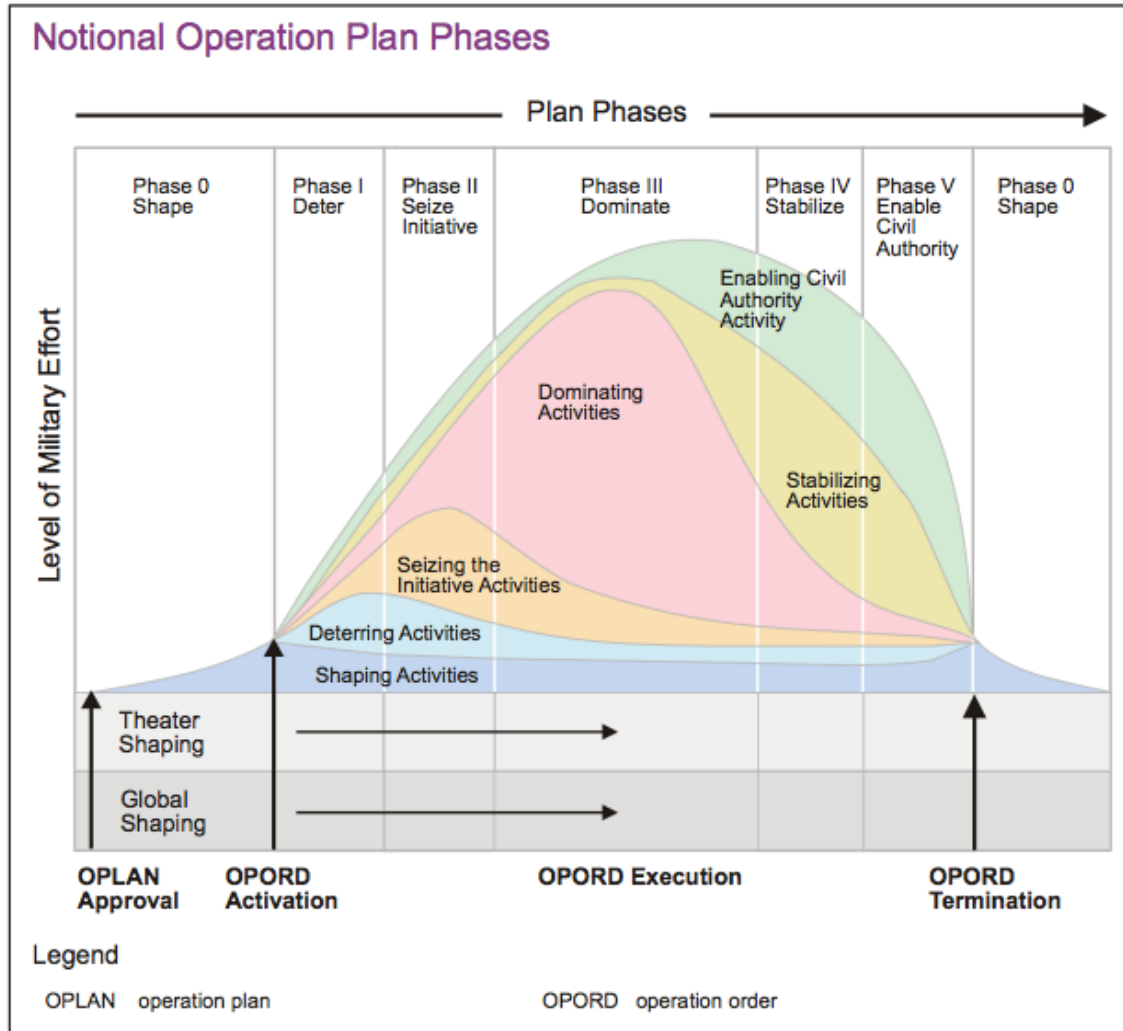 Notional Operation Plan Phases
Plan Phases
Phase 0
Shape
Phase I
Deter
Phase II
Seize
Initiative
Phase III
Dominate
Phase IV
Stabilize
Phase V
Enable
Civil
Authority
Phase 0
Shape
Level of Military Effort
Enabling Civil
Authority
Activity
Dominating
Activities
Stabilizing
Activities
Seizing the
Initiative Activities
Deterring Activities
Shaping Activities
Theater
Shaping
Global
Shaping
OPLAN
Approval
OPORD
Activation
OPORD Execution
OPORD
Termination
Legend
OPLAN operation plan
OPORD operation order